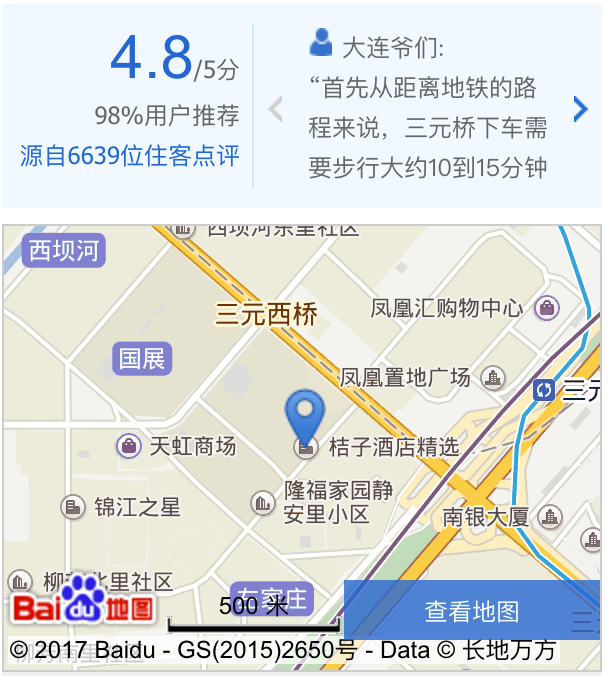 4.8/5分
98%用户推荐
源自6639位住客点评
大连爷们:
“首先从距离地铁的路
程来说，三元桥下车需
要步行大约10到15分钟
西坝河东里社区
西坝河
三元西桥
凤凰汇购物中心
国展
凤凰置地广场
三元
天虹商场
桔子酒店精选
锦江之星
隆福家园静
安里小区
南银大厦
柳芳北里社区
左家庄
Bai du 地图
500 米
查看地图
三
© 2017 Baidu - GS(2015)2650号 - Data © 长地万方